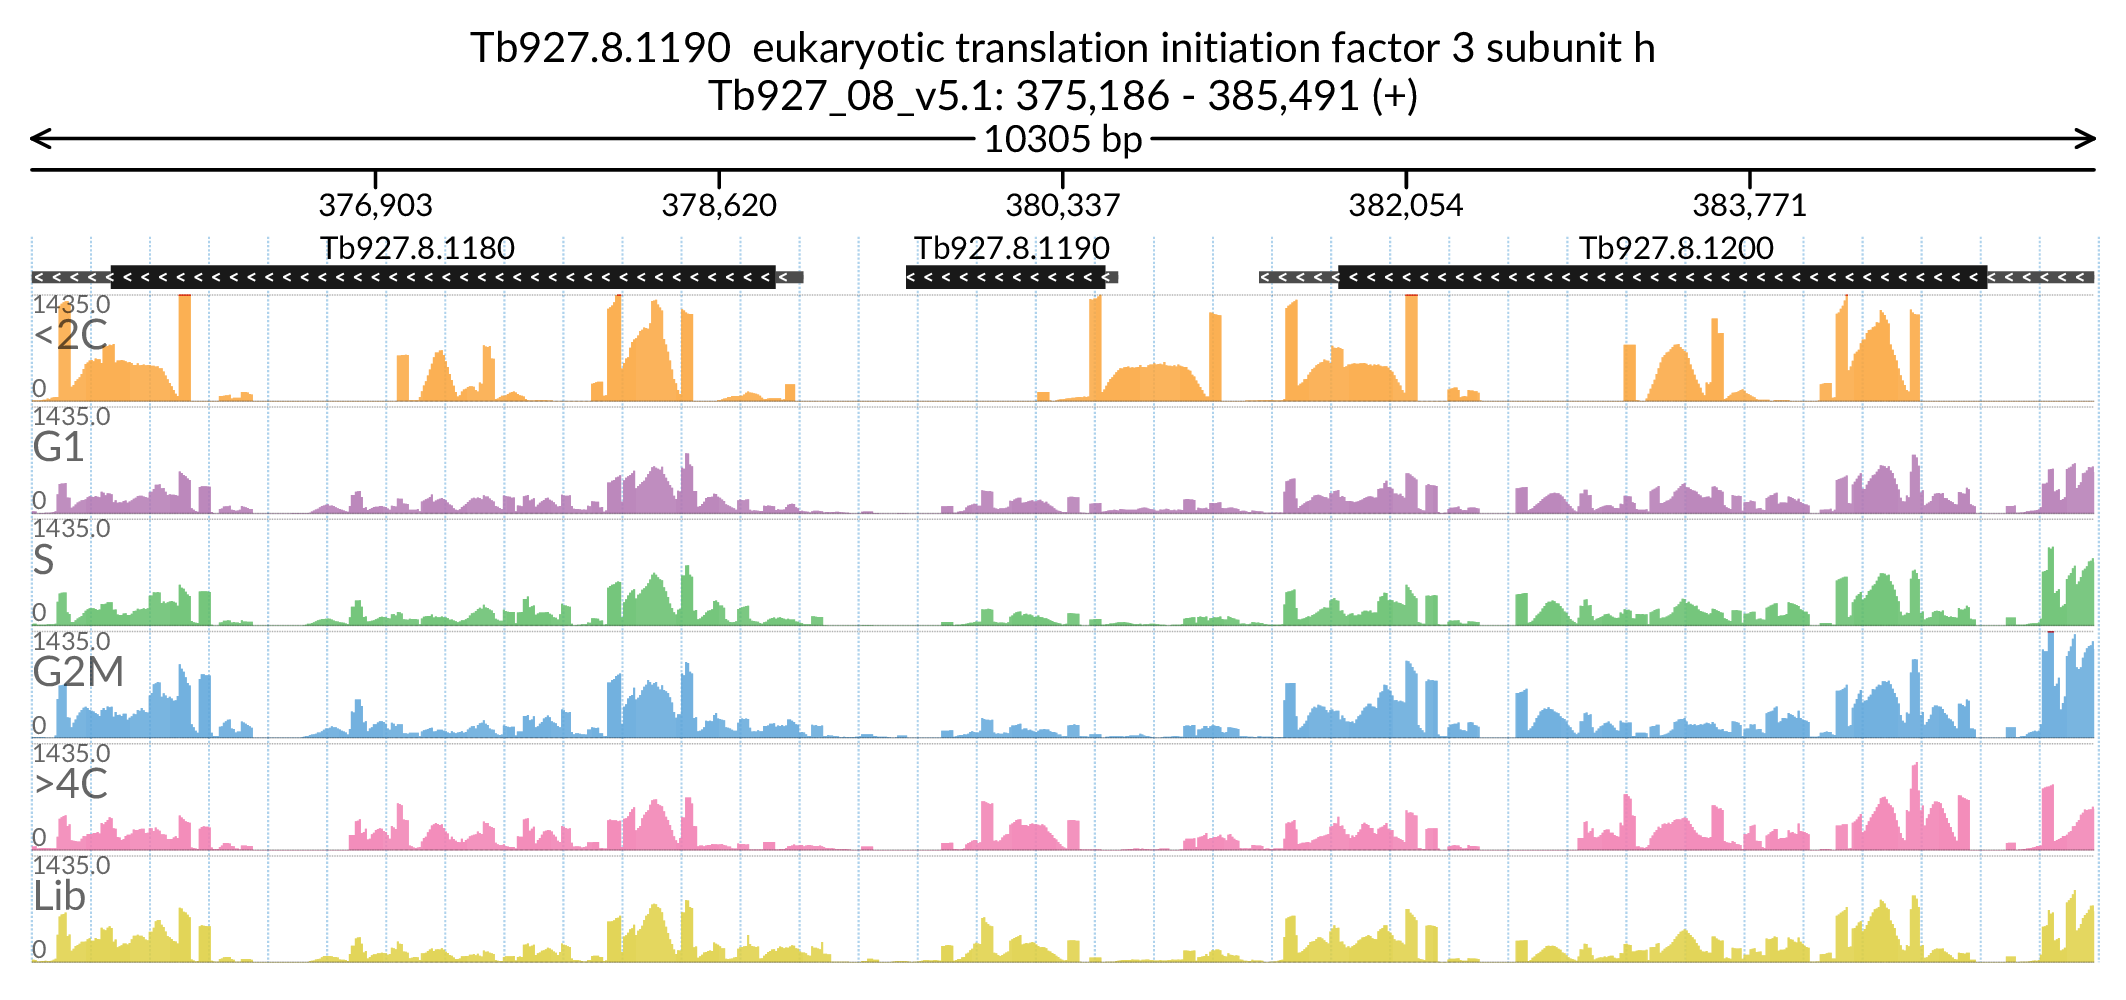 Tb927.8.1190  eukaryotic translation initiation factor 3 subunit h
Tb927_08_v5.1: 375,186 - 385,491 (+)
10305 bp
376,903 378,620 380,337 382,054 383,771
Tb927.8.1180 Tb927.8.1190 Tb927.8.1200
1435.0
<2C
0
1435.0
G1
0
1435.0
S
0
1435.0
G2M
0
1435.0
>4C
0
1435.0
Lib
0